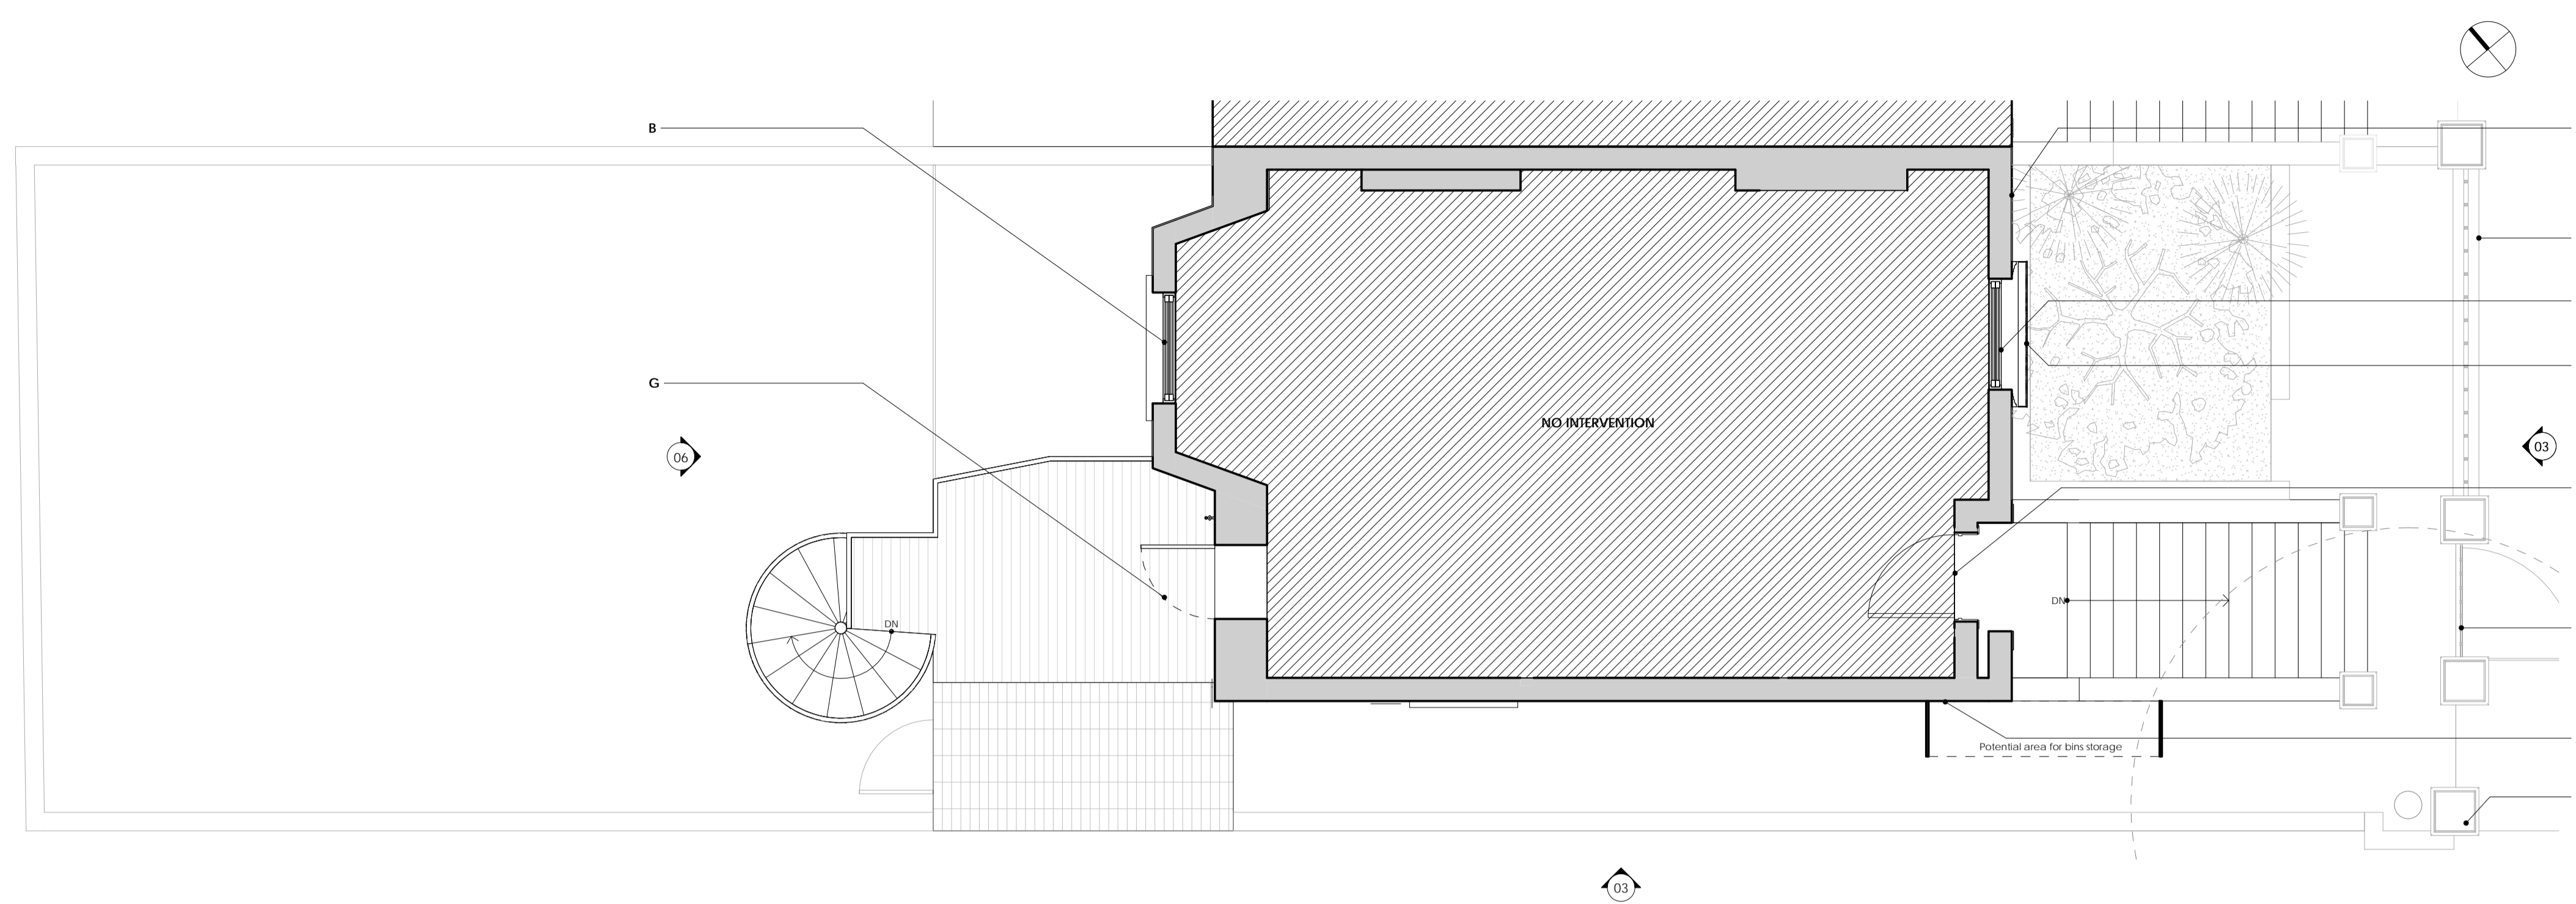 B
G
06
NO INTERVENTION
03
DN
DN
Potential area for bins storage
03